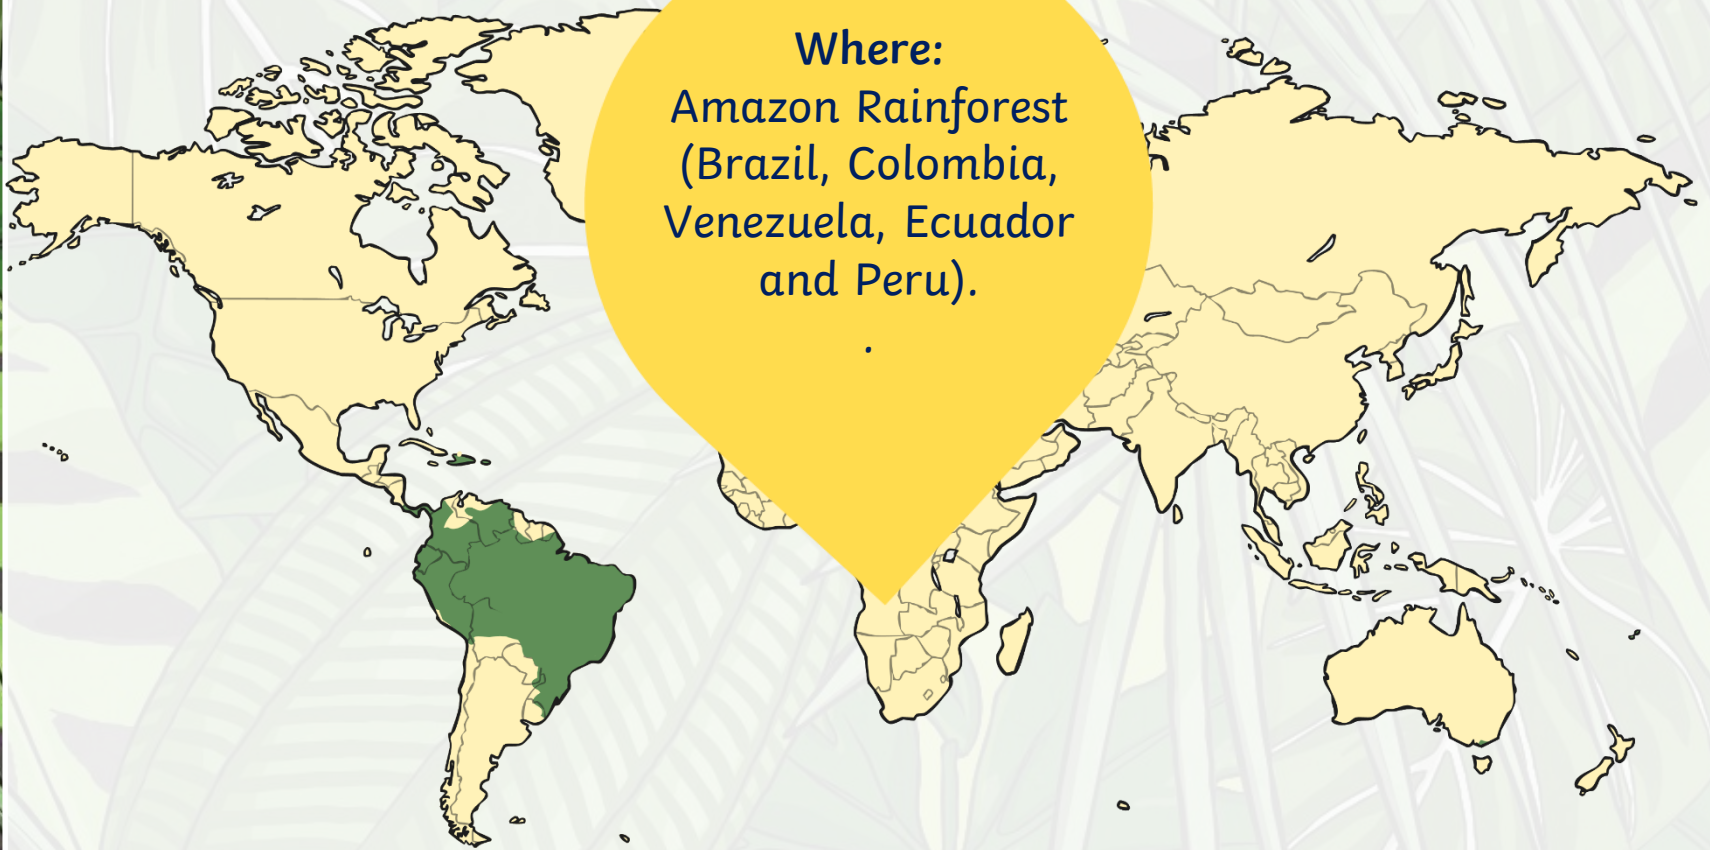 Where:
Amazon Rainforest
(Brazil, Colombia,
Venezuela, Ecuador
and Peru).
.